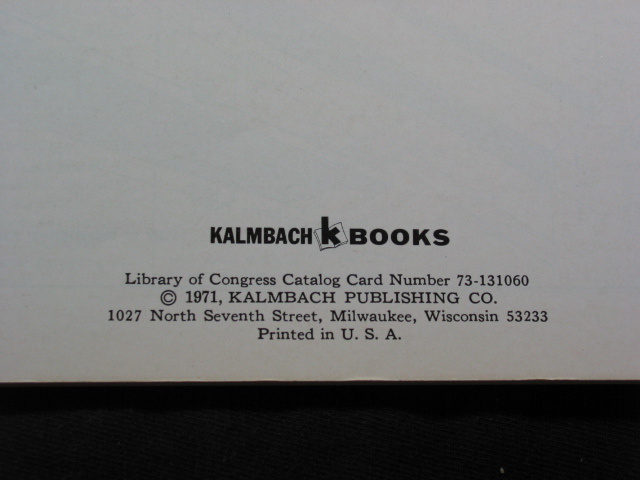 KALMBACH k BOOKS
Library of Congress Catalog Card Number 73-131060
© 1971, KALMBACH PUBLISHING CO.
1027 North Seventh Street, Milwaukee, Wisconsin 53233
Printed in U. S. A.